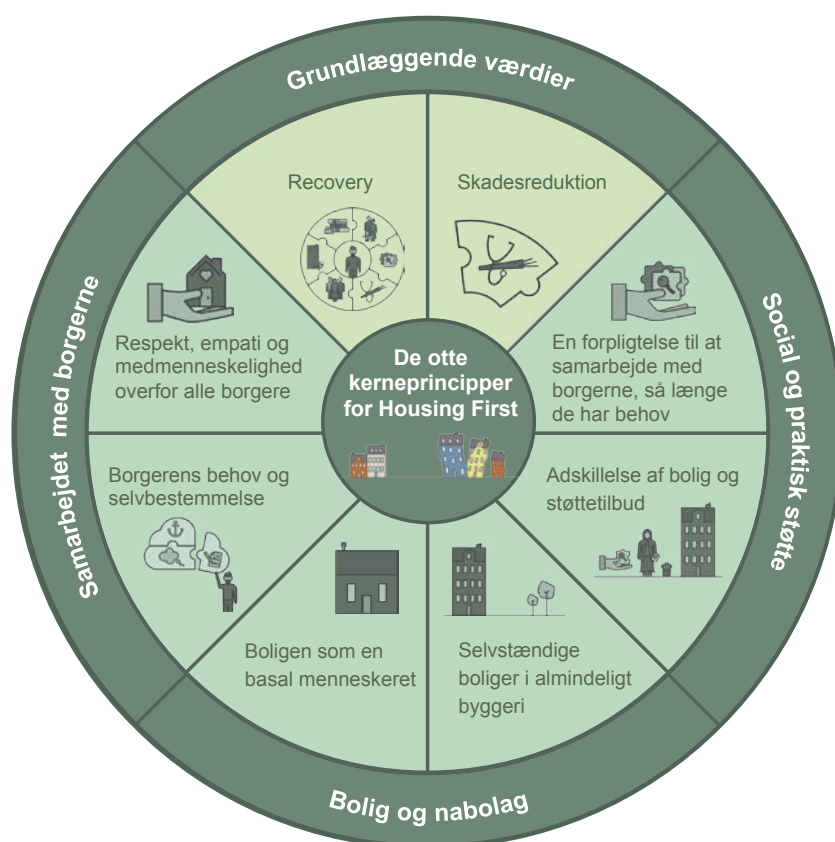 Grundlæggende værdier
Recovery
Skadesreduktion
Samarbejdet med borgerne
Respekt, empati og
medmenneskelighed
overfor alle borgere
De otte
kerneprincipper
for Housing First
En forpligtelse til at
samarbejde med
borgerne, så længe
de har behov
Social og praktisk støtte
Borgerens behov og
selvbestemmelse
Adskillelse af bolig og
støttetilbud
Boligen som en
basal menneskeret
Selvstændige
boliger i almindeligt
byggeri
Bolig og nabolag